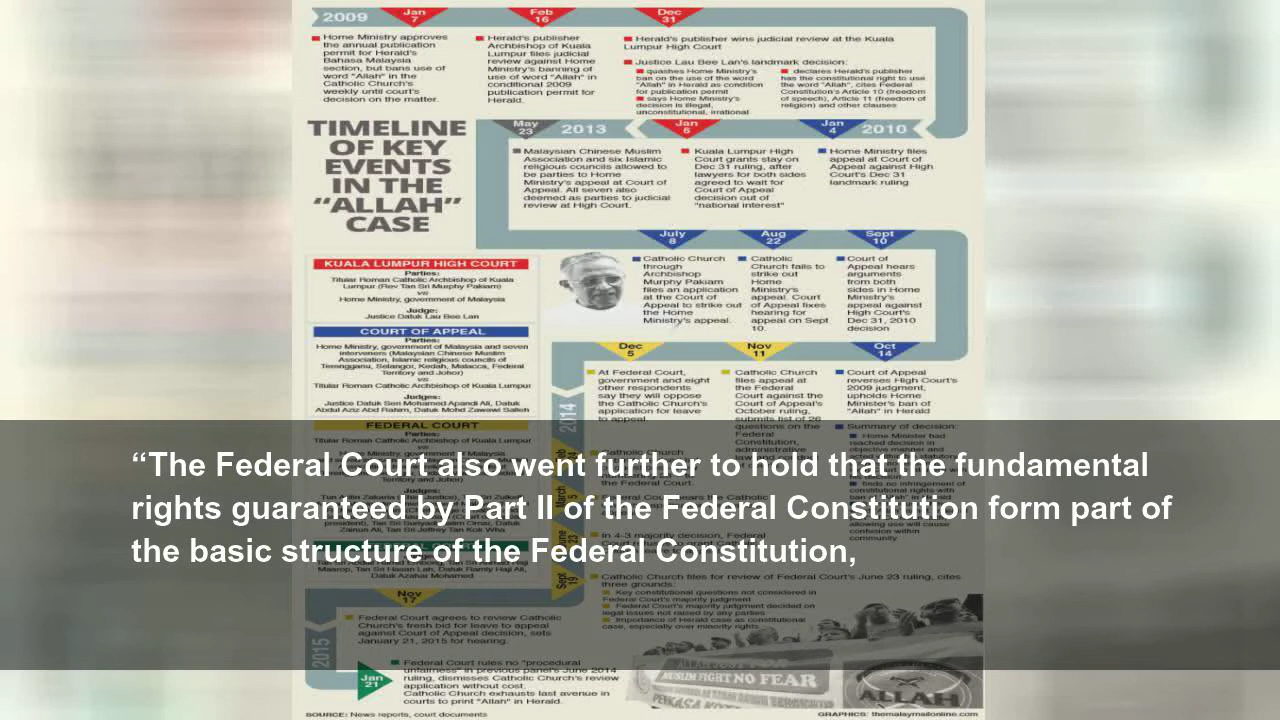 2009
Jan
7
Feb
16
Dec
31
Home Ministry approves
the annual publication
permit for Herald's
Bahasa Malaysia
section, but bans use of
word "Allah" in the
Catholic Church's
weekly until court's
decision on the matter.
Herald's publisher
Archbishop of Kuala
Lumpur files judicial
review against Home
Ministry's banning of
use of word "Allah" in
conditional 2009
publication permit for
Herald.
Herald's publisher wins judicial review at the Kuala
Lumpur High Court
Justice Lau Bee Lan's landmark decision:
quashes Home Ministry's
ban on the use of the word
"Allah" in Herald as condition
for publication permit
says Home Ministry's
decision is illegal,
unconstitutional, irrational
declares Herald's publisher
has the constitutional right to use
the word "Allah", cites Federal
Constitution's Article 10 (freedom
of speech), Article 11 (freedom of
religion) and other clauses
TIMELINE
OF KEY
EVENTS
IN THE
“ALLAH”
CASE
May
23
2013
Jan
6
Jan
4
2010
Malaysian Chinese Muslim
Association and six Islamic
religious councils allowed to
be parties to Home
Ministry's appeal at Court of
Appeal. All seven also
deemed as parties to judicial
review at High Court.
Kuala Lumpur High
Court grants stay on
Dec 31 ruling, after
lawyers for both sides
agreed to wait for
Court of Appeal
decision out of
"national interest"
Home Ministry files
appeal at Court of
Appeal against High
Court's Dec 31
landmark ruling
July
8
Aug
22
Sept
10
Catholic Church
through
Archbishop
Murphy Pakiam
files an application
at the Court of
Appeal to strike out
the Home
Ministry's appeal.
Catholic
Church fails to
strike out
Home
Ministry's
appeal. Court
of Appeal fixes
hearing for
appeal on Sept
10.
Court of
Appeal hears
arguments
from both
sides in Home
Ministry's
appeal against
High Court's
Dec 31, 2010
decision
KUALA LUMPUR HIGH COURT
Parties:
Titular Roman Catholic Archbishop of Kuala
Lumpur (Rev Tan Sri Murphy Pakiam)
vs
Home Ministry, government of Malaysia
Judge:
Justice Datuk Lau Bee Lan
COURT OF APPEAL
Parties:
Home Ministry, government of Malaysia and seven
interveners (Malaysian Chinese Muslim
Association, Islamic religious councils of
Terengganu, Selangor, Kedah, Malacca, Federal
Territory and Johor)
vs
Titular Roman Catholic Archbishop of Kuala Lumpur
Judges:
Justice Datuk Seri Mohamed Apandi Ali, Datuk
Abdul Aziz Abd Rahim, Datuk Mohd Zawawi Salleh
FEDERAL COURT
Parties:
Titular Roman Catholic Archbishop of Kuala Lumpur
Dec
5
Nov
11
Oct
14
At Federal Court,
government and eight
other respondents
say they will oppose
the Catholic Church's
application for leave
to appeal.
Catholic Church
files appeal at
the Federal
Court against the
Court of Appeal's
October ruling,
submits list of 26
questions on the
Federal
Constitution,
administrative
Court of Appeal
reverses High Court's
2009 judgment,
upholds Home
Minister's ban of
"Allah" in Herald
Summary of decision:
Home Minister had
reached decision in
objective manner and
2014
“The Federal Court also went further to hold that the fundamental
rights guaranteed by Part II of the Federal Constitution form part of
the basic structure of the Federal Constitution,
allowing use will cause
confusion within
community
Datuk Azahar Mohamed
Sept
19
Catholic Church files for review of Federal Court's June 23 ruling, cites
three grounds:
Key constitutional questions not considered in
Federal Court's majority judgment
Federal Court's majority judgment decided on
legal issues not raised by any parties
Importance of Herald case as constitutional
case, especially over minority rights.
Nov
17
Federal Court agrees to review Catholic
Church's fresh bid for leave to appeal
against Court of Appeal decision, sets
January 21, 2015 for hearing.
2015
Jan
21
Federal Court rules no "procedural
unfairness" in previous panel's June 2014
ruling, dismisses Catholic Church's review
application without cost.
Catholic Church exhausts last avenue in
courts to print "Allah" in Herald.
MUSLIM FIGHT NO FEAR
ALLAH
SOURCE: News reports, court documents
GRAPHICS: themalaymailonline.com